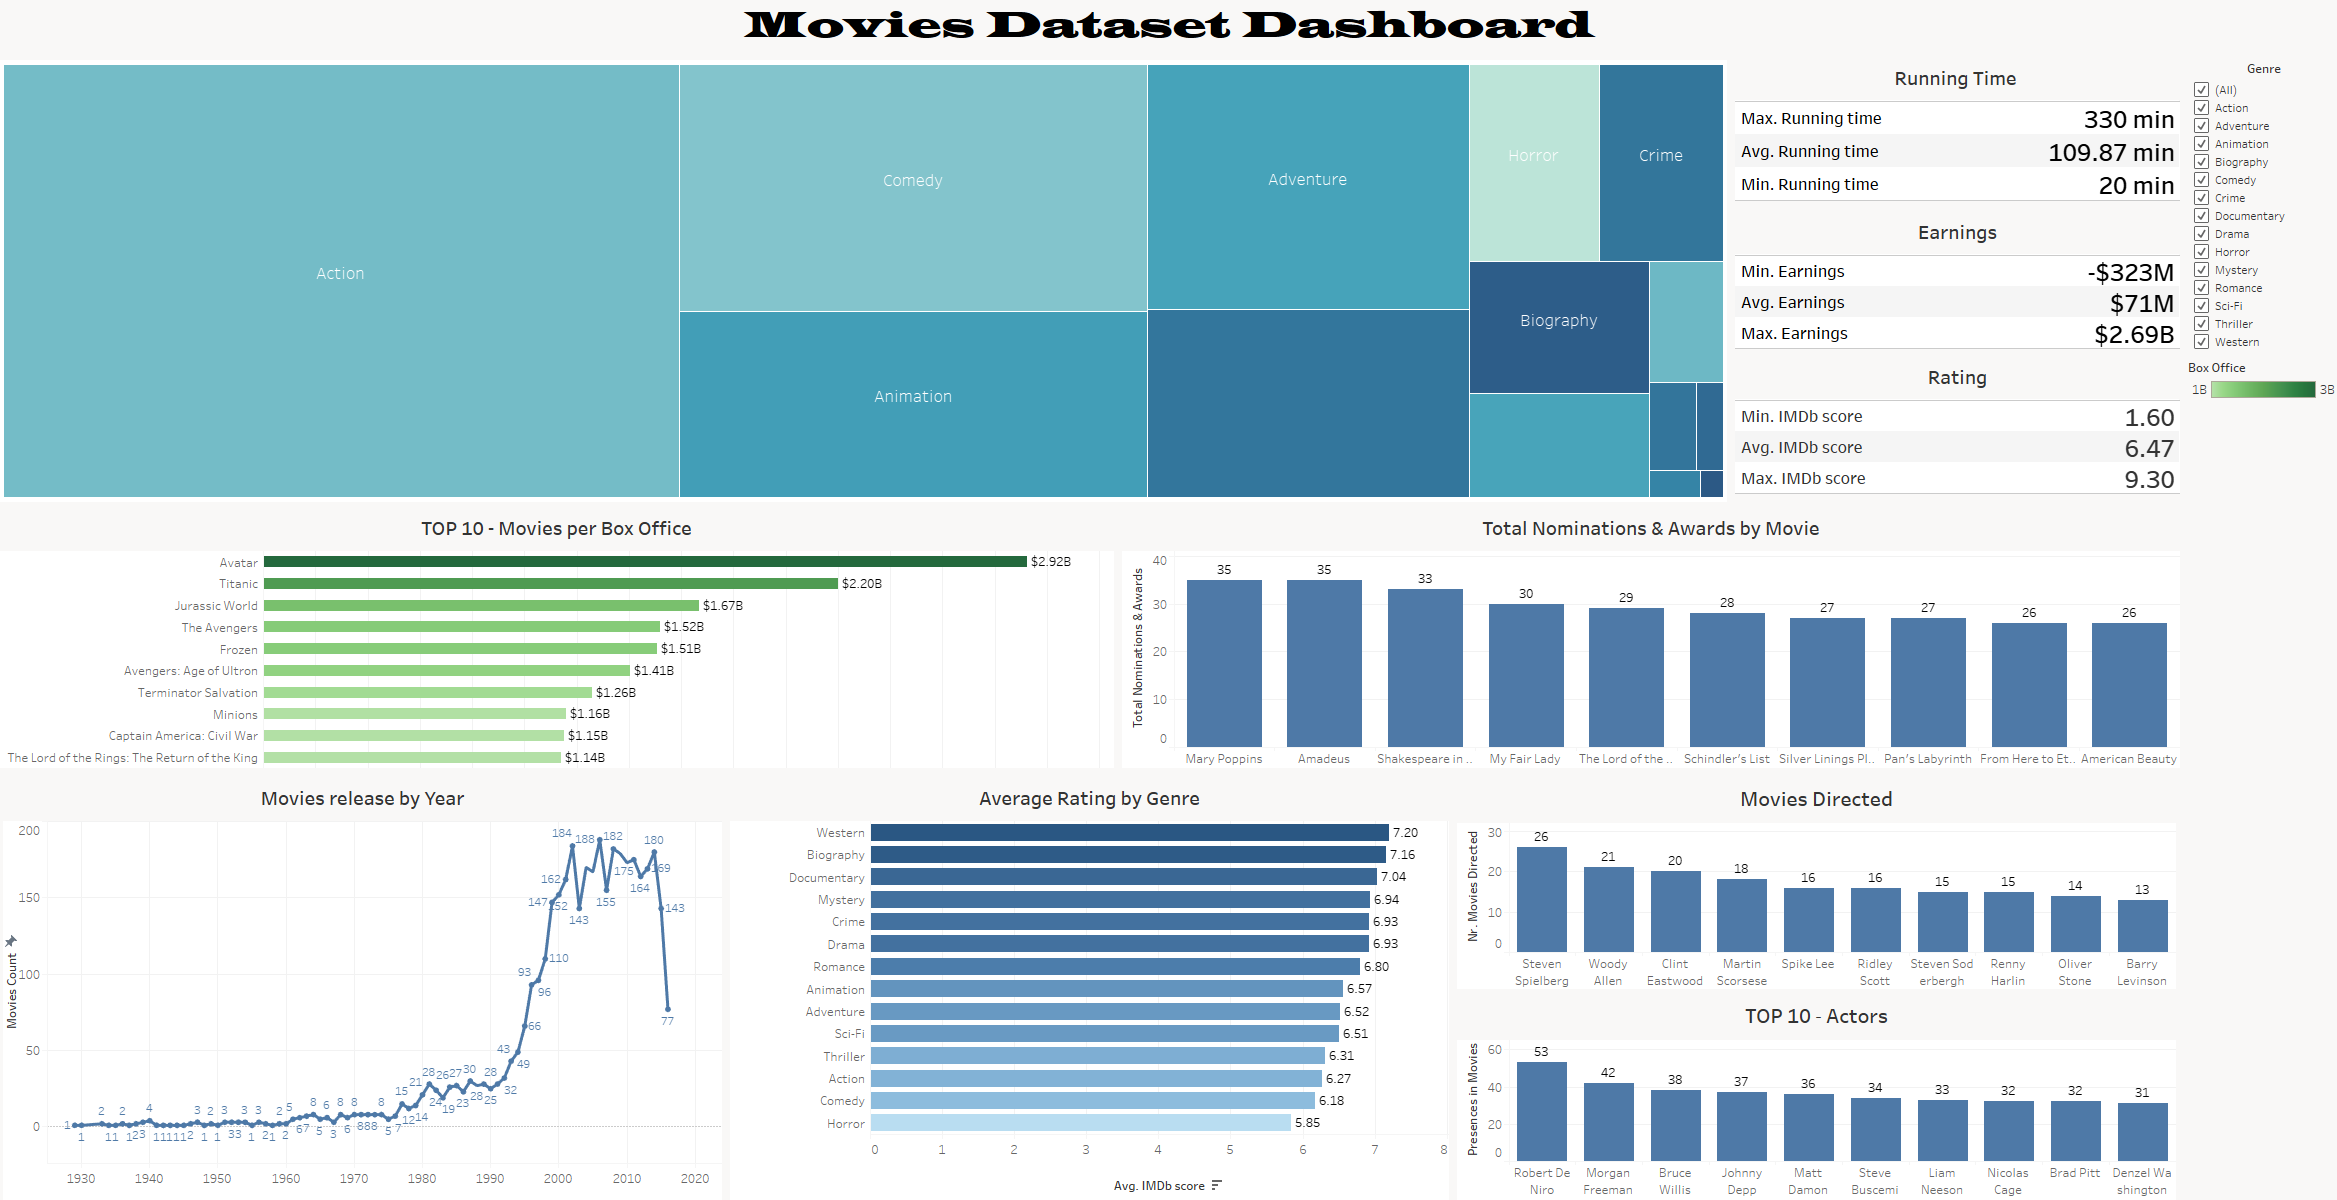 Movies Dataset Dashboard
Action
Comedy
Animation
Adventure
Horror
Crime
Biography
Running Time
Max. Running time 330 min
Avg. Running time 109.87 min
Min. Running time 20 min
Earnings
Min. Earnings -$323M
Avg. Earnings $71M
Max. Earnings $2.69B
Rating
Min. IMDb score 1.60
Avg. IMDb score 6.47
Max. IMDb score 9.30
Genre
(All)
Action
Adventure
Animation
Biography
Comedy
Crime
Documentary
Drama
Horror
Mystery
Romance
Sci-Fi
Thriller
Western
Box Office
1B 3B
TOP 10 - Movies per Box Office
Avatar $2.92B
Titanic $2.20B
Jurassic World $1.67B
The Avengers $1.52B
Frozen $1.51B
Avengers: Age of Ultron $1.41B
Terminator Salvation $1.26B
Minions $1.16B
Captain America: Civil War $1.15B
The Lord of the Rings: The Return of the King $1.14B
Total Nominations & Awards by Movie
Total Nominations & Awards
40
30
20
10
0
35 35 33 30 29 28 27 27 26 26
Mary Poppins Amadeus Shakespeare in .. My Fair Lady The Lord of the .. Schindler's List Silver Linings Pl.. Pan's Labyrinth From Here to Et.. American Beauty
Movies release by Year
Movies Count
200
150
100
50
0
184 188 182 180
162 175 169
147 152 164
143 155 143
110
93
96
77
66
43
49
28 26 27 30 28
32
21
15 24 19 23 28 25
12 14
2 2 4 3 2 3 3 3 2 5 8 6 8 8 8
1 1 11 1 2 3 1 1 1 1 1 2 1 1 3 3 1 2 1 2 6 7 5 3 6 8 8 8 5 7
1930 1940 1950 1960 1970 1980 1990 2000 2010 2020
Average Rating by Genre
Western 7.20
Biography 7.16
Documentary 7.04
Mystery 6.94
Crime 6.93
Drama 6.93
Romance 6.80
Animation 6.57
Adventure 6.52
Sci-Fi 6.51
Thriller 6.31
Action 6.27
Comedy 6.18
Horror 5.85
0 1 2 3 4 5 6 7 8
Avg. IMDb score
Movies Directed
Nr. Movies Directed
30
20
10
0
26 21 20 18 16 16 15 15 14 13
Steven Woody Clint Martin Spike Lee Ridley Steven Sod Renny Oliver Barry
Spielberg Allen Eastwood Scorsese Scott erbergh Harlin Stone Levinson
TOP 10 - Actors
Presences in Movies
60
40
20
0
53 42 38 37 36 34 33 32 32 31
Robert De Morgan Bruce Johnny Matt Steve Liam Nicolas Brad Pitt Denzel Wa
Niro Freeman Willis Depp Damon Buscemi Neeson Cage shington